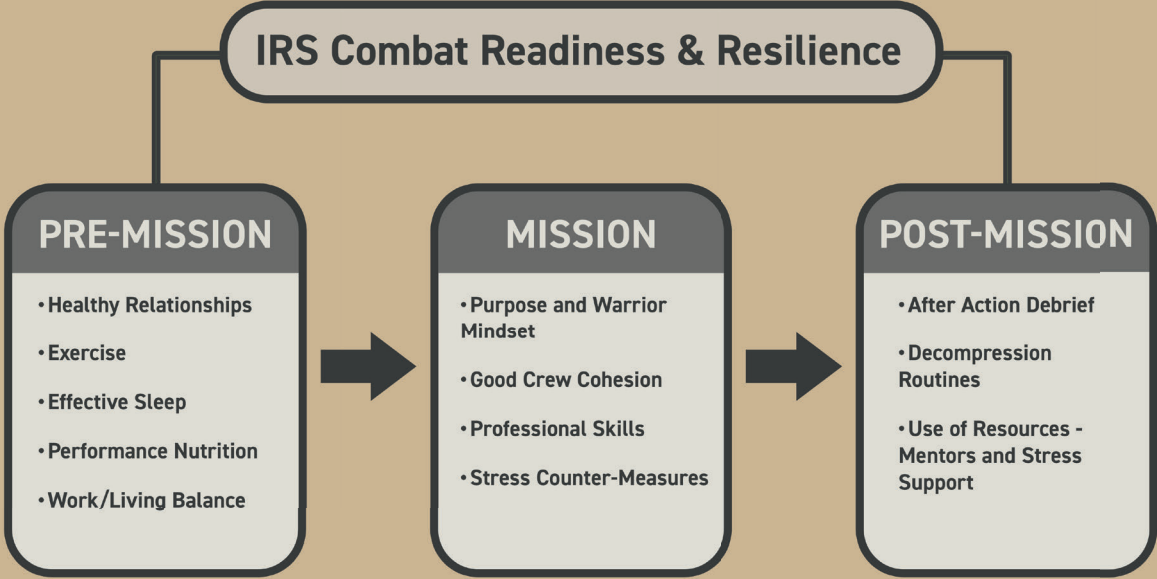 IRS Combat Readiness & Resilience
PRE-MISSION
• Healthy Relationships
• Exercise
• Effective Sleep
• Performance Nutrition
• Work/Living Balance
MISSION
• Purpose and Warrior
Mindset
• Good Crew Cohesion
• Professional Skills
• Stress Counter-Measures
POST-MISSION
• After Action Debrief
• Decompression
Routines
• Use of Resources -
Mentors and Stress
Support